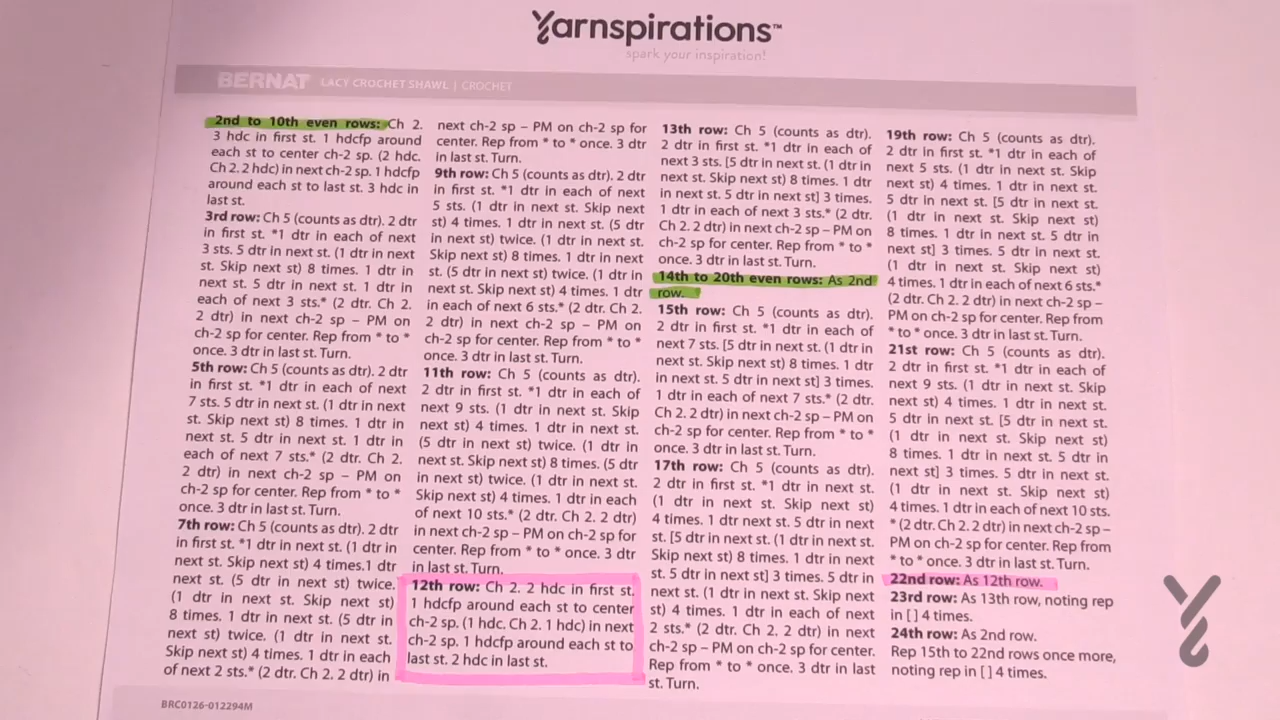 Yarnspirations™
spark your inspiration!
BERNAT LACY CROCHET SHAWL | CROCHET
2nd to 10th even rows: Ch 2.
3 hdc in first st. 1 hdcfp around
each st to center ch-2 sp. (2 hdc.
Ch 2. 2 hdc) in next ch-2 sp. 1 hdcfp
around each st to last st. 3 hdc in
last st.
3rd row: Ch 5 (counts as dtr). 2 dtr
in first st. *1 dtr in each of next
3 sts. 5 dtr in next st. (1 dtr in next
st. Skip next st) 8 times. 1 dtr in
next st. 5 dtr in next st. 1 dtr in
each of next 3 sts.* (2 dtr. Ch 2.
2 dtr) in next ch-2 sp – PM on
ch-2 sp for center. Rep from * to *
once. 3 dtr in last st. Turn.
5th row: Ch 5 (counts as dtr). 2 dtr
in first st. *1 dtr in each of next
7 sts. 5 dtr in next st. (1 dtr in next
st. Skip next st) 8 times. 1 dtr in
next st. 5 dtr in next st. 1 dtr in
each of next 7 sts.* (2 dtr. Ch 2.
2 dtr) in next ch-2 sp – PM on
ch-2 sp for center. Rep from * to *
once. 3 dtr in last st. Turn.
7th row: Ch 5 (counts as dtr). 2 dtr
in first st. *1 dtr in next st. (1 dtr in
next st. Skip next st) 4 times.1 dtr
next st. (5 dtr in next st) twice.
(1 dtr in next st. Skip next st)
8 times. 1 dtr in next st. (5 dtr in
next st) twice. (1 dtr in next st.
Skip next st) 4 times. 1 dtr in each
of next 2 sts.* (2 dtr. Ch 2. 2 dtr) in
next ch-2 sp – PM on ch-2 sp for
center. Rep from * to * once. 3 dtr
in last st. Turn.
9th row: Ch 5 (counts as dtr). 2 dtr
in first st. *1 dtr in each of next
5 sts. (1 dtr in next st. Skip next
st) 4 times. 1 dtr in next st. (5 dtr
in next st) twice. (1 dtr in next st.
Skip next st) 8 times. 1 dtr in next
st. (5 dtr in next st) twice. (1 dtr in
next st. Skip next st) 4 times. 1 dtr
in each of next 6 sts.* (2 dtr. Ch 2.
2 dtr) in next ch-2 sp – PM on
ch-2 sp for center. Rep from * to *
once. 3 dtr in last st. Turn.
11th row: Ch 5 (counts as dtr).
2 dtr in first st. *1 dtr in each of
next 9 sts. (1 dtr in next st. Skip
next st) 4 times. 1 dtr in next st.
(5 dtr in next st) twice. (1 dtr in
next st. Skip next st) 8 times. (5 dtr
in next st) twice. (1 dtr in next st.
Skip next st) 4 times. 1 dtr in each
of next 10 sts.* (2 dtr. Ch 2. 2 dtr)
in next ch-2 sp – PM on ch-2 sp for
center. Rep from * to * once. 3 dtr
in last st. Turn.
12th row: Ch 2. 2 hdc in first st.
1 hdcfp around each st to center
ch-2 sp. (1 hdc. Ch 2. 1 hdc) in next
ch-2 sp. 1 hdcfp around each st to
last st. 2 hdc in last st.
13th row: Ch 5 (counts as dtr).
2 dtr in first st. *1 dtr in each of
next 3 sts. [5 dtr in next st. (1 dtr in
next st. Skip next st) 8 times. 1 dtr
in next st. 5 dtr in next st] 3 times.
1 dtr in each of next 3 sts.* (2 dtr.
Ch 2. 2 dtr) in next ch-2 sp – PM on
ch-2 sp for center. Rep from * to *
once. 3 dtr in last st. Turn.
14th to 20th even rows: As 2nd
row.
15th row: Ch 5 (counts as dtr).
2 dtr in first st. *1 dtr in each of
next 7 sts. [5 dtr in next st. (1 dtr in
next st. Skip next st) 8 times. 1 dtr
in next st. 5 dtr in next st] 3 times.
1 dtr in each of next 7 sts.* (2 dtr.
Ch 2. 2 dtr) in next ch-2 sp – PM on
ch-2 sp for center. Rep from * to *
once. 3 dtr in last st. Turn.
17th row: Ch 5 (counts as dtr).
2 dtr in first st. *1 dtr in next st.
(1 dtr in next st. Skip next st)
4 times. 1 dtr next st. 5 dtr in next
st. [5 dtr in next st. (1 dtr in next st.
Skip next st) 8 times. 1 dtr in next
st. 5 dtr in next st] 3 times. 5 dtr in
next st. (1 dtr in next st. Skip next
st) 4 times. 1 dtr in each of next
2 sts.* (2 dtr. Ch 2. 2 dtr) in next
ch-2 sp – PM on ch-2 sp for center.
Rep from * to * once. 3 dtr in last
st. Turn.
19th row: Ch 5 (counts as dtr).
2 dtr in first st. *1 dtr in each of
next 5 sts. (1 dtr in next st. Skip
next st) 4 times. 1 dtr in next st.
5 dtr in next st. [5 dtr in next st.
(1 dtr in next st. Skip next st)
8 times. 1 dtr in next st. 5 dtr in
next st] 3 times. 5 dtr in next st.
(1 dtr in next st. Skip next st)
4 times. 1 dtr in each of next 6 sts.*
(2 dtr. Ch 2. 2 dtr) in next ch-2 sp –
PM on ch-2 sp for center. Rep from
* to * once. 3 dtr in last st. Turn.
21st row: Ch 5 (counts as dtr).
2 dtr in first st. *1 dtr in each of
next 9 sts. (1 dtr in next st. Skip
next st) 4 times. 1 dtr in next st.
5 dtr in next st. [5 dtr in next st.
(1 dtr in next st. Skip next st)
8 times. 1 dtr in next st. 5 dtr in
next st] 3 times. 5 dtr in next st.
(1 dtr in next st. Skip next st)
4 times. 1 dtr in each of next 10 sts.
* (2 dtr. Ch 2. 2 dtr) in next ch-2 sp –
PM on ch-2 sp for center. Rep from
* to * once. 3 dtr in last st. Turn.
22nd row: As 12th row.
23rd row: As 13th row, noting rep
in [ ] 4 times.
24th row: As 2nd row.
Rep 15th to 22nd rows once more,
noting rep in [ ] 4 times.
BRC0126-012294M